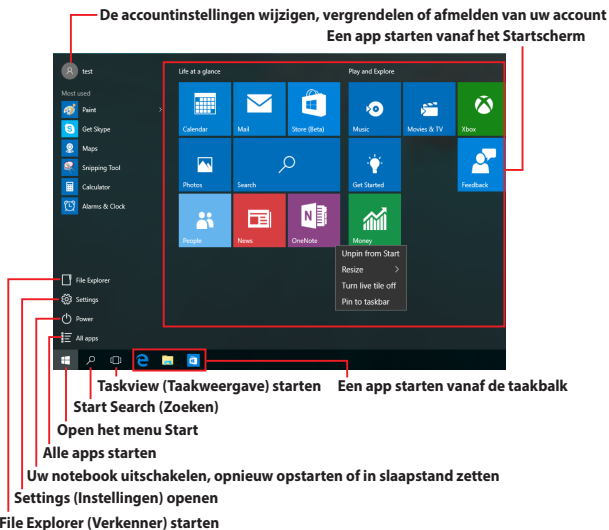 De accountinstellingen wijzigen, vergrendelen of afmelden van uw account
Een app starten vanaf het Startscherm
test
Life at a glance
Play and Explore
Most used
Paint
Get Skype
Maps
Snipping Tool
Calculator
Alarms & Clock
Calendar
Mail
Store (Beta)
Music
Movies & TV
Xbox
Photos
Search
Get Started
Feedback
People
News
OneNote
Money
Unpin from Start
Resize
Turn live tile off
Pin to taskbar
File Explorer
Settings
Power
All apps
Taskview (Taakweergave) starten
Een app starten vanaf de taakbalk
Start Search (Zoeken)
Open het menu Start
Alle apps starten
Uw notebook uitschakelen, opnieuw opstarten of in slaapstand zetten
Settings (Instellingen) openen
File Explorer (Verkenner) starten